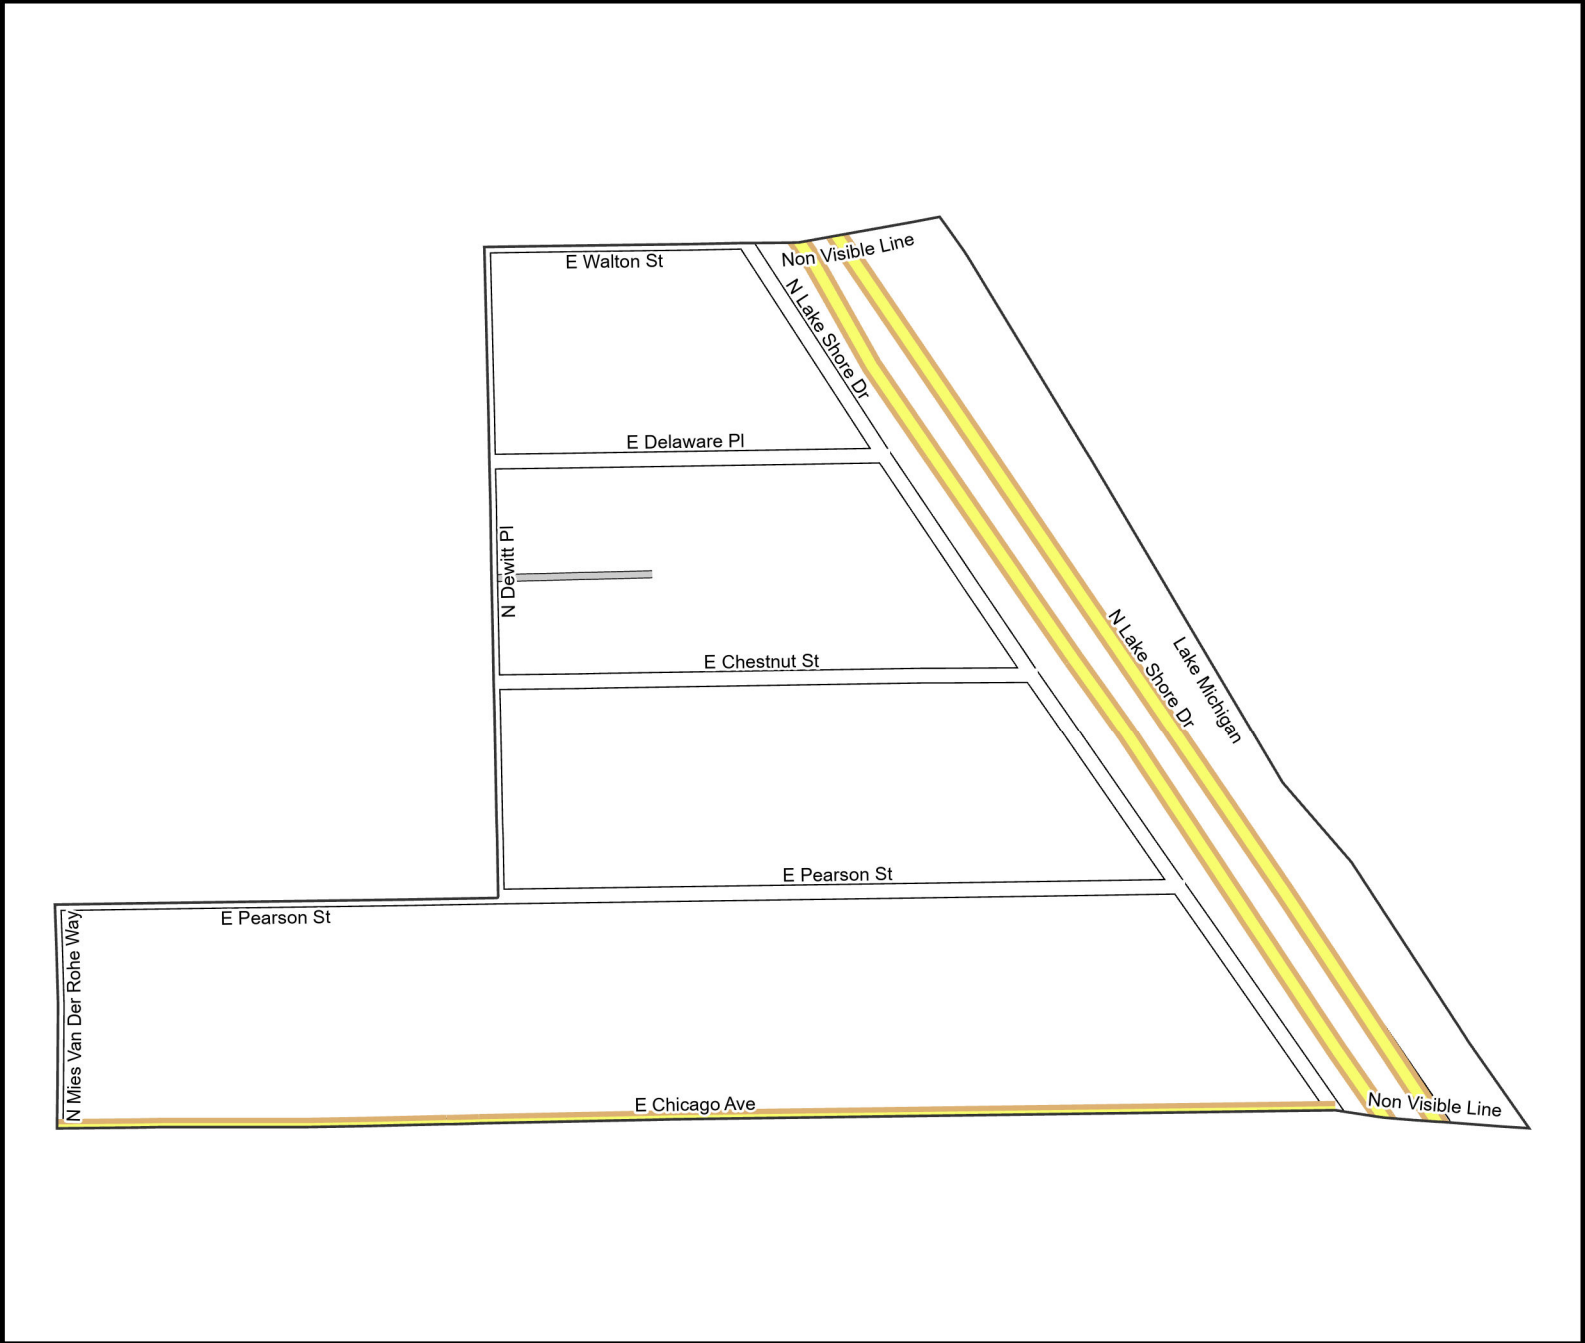 Non Visible Line
E Walton St
N Lake Shore Dr
E Delaware Pl
N Dewitt Pl
E Chestnut St
N Lake Shore Dr
Lake Michigan
E Pearson St
E Pearson St
N Mies Van Der Rohe Way
E Chicago Ave
Non Visible Line